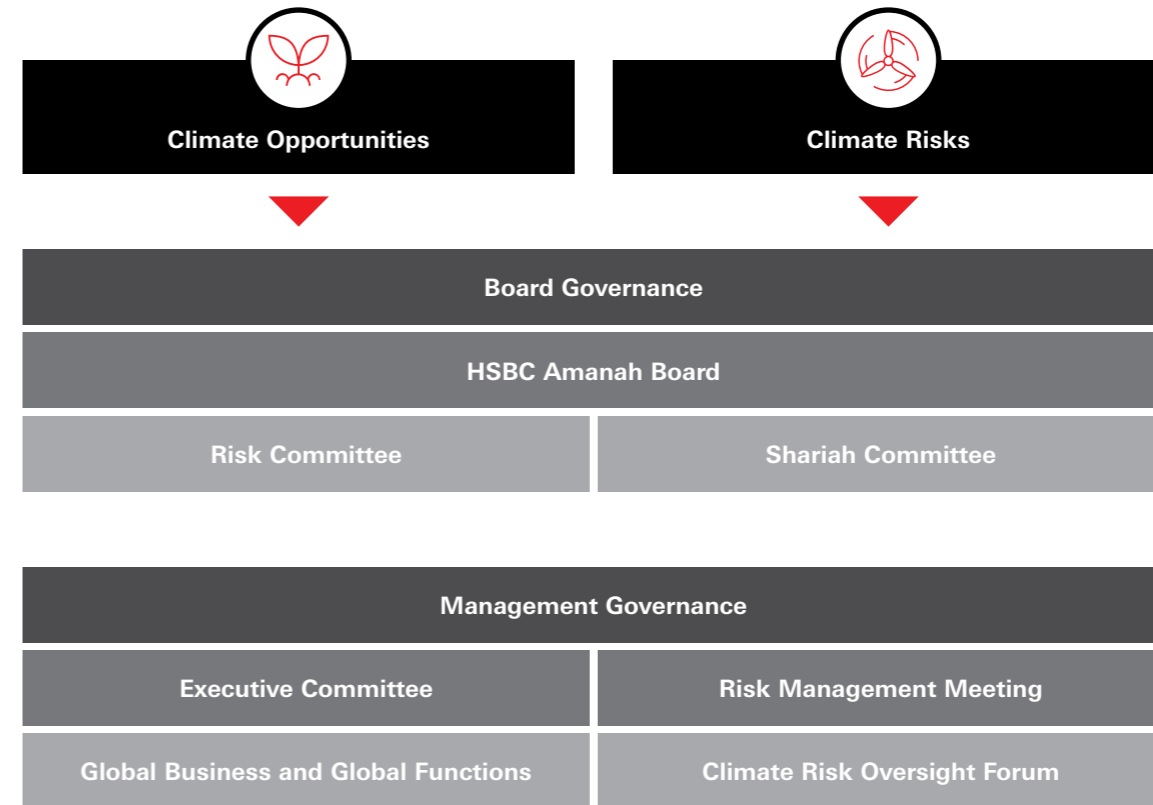 Climate Opportunities
Climate Risks
Board Governance
HSBC Amanah Board
Risk Committee
Shariah Committee
Management Governance
Executive Committee
Risk Management Meeting
Global Business and Global Functions
Climate Risk Oversight Forum